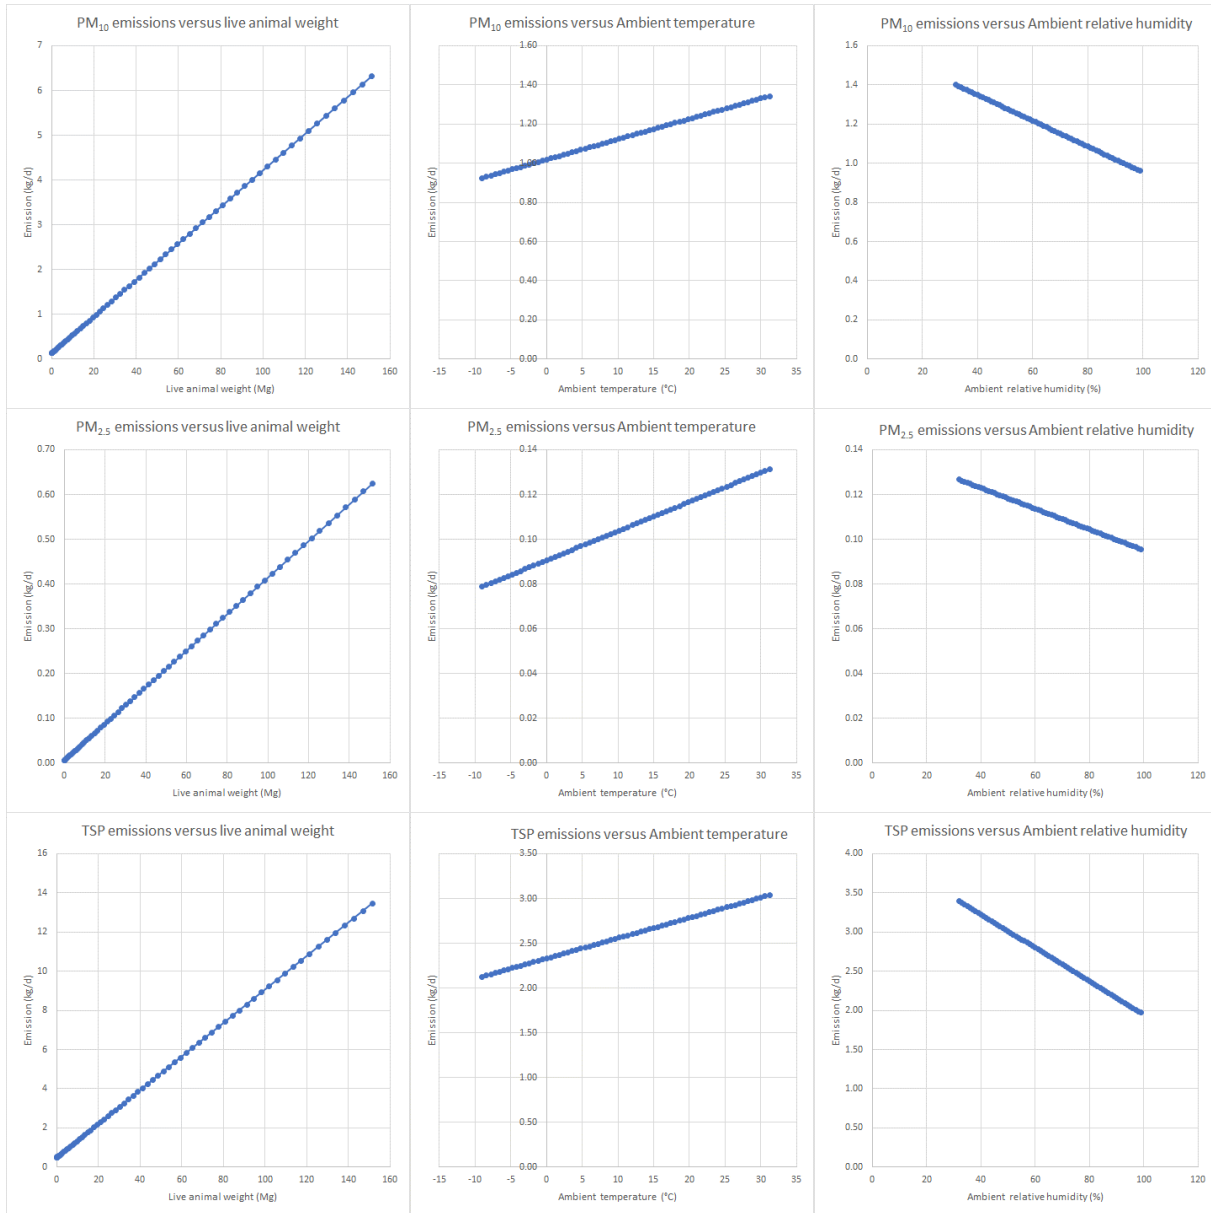 PM10 emissions versus live animal weight
7
6
5
4
3
2
1
0
Emission (kg/d)
0 20 40 60 80 100 120 140 160
Live animal weight (Mg)
PM10 emissions versus Ambient temperature
1.60
1.40
1.20
1.00
0.80
0.60
0.40
0.20
0.00
Emission (kg/d)
-15 -10 -5 0 5 10 15 20 25 30 35
Ambient temperature (°C)
PM10 emissions versus Ambient relative humidity
1.6
1.4
1.2
1.0
0.8
0.6
0.4
0.2
0.0
Emission (kg/d)
0 20 40 60 80 100 120
Ambient relative humidity (%)
PM2.5 emissions versus live animal weight
0.70
0.60
0.50
0.40
0.30
0.20
0.10
0.00
Emission (kg/d)
0 20 40 60 80 100 120 140 160
Live animal weight (Mg)
PM2.5 emissions versus Ambient temperature
0.14
0.12
0.10
0.08
0.06
0.04
0.02
0.00
Emission (kg/d)
-15 -10 -5 0 5 10 15 20 25 30 35
Ambient temperature (°C)
PM2.5 emissions versus Ambient relative humidity
0.14
0.12
0.10
0.08
0.06
0.04
0.02
0.00
Emission (kg/d)
0 20 40 60 80 100 120
Ambient relative humidity (%)
TSP emissions versus live animal weight
16
14
12
10
8
6
4
2
0
Emission (kg/d)
0 20 40 60 80 100 120 140 160
Live animal weight (Mg)
TSP emissions versus Ambient temperature
3.50
3.00
2.50
2.00
1.50
1.00
0.50
0.00
Emission (kg/d)
-15 -10 -5 0 5 10 15 20 25 30 35
Ambient temperature (°C)
TSP emissions versus Ambient relative humidity
4.00
3.50
3.00
2.50
2.00
1.50
1.00
0.50
0.00
Emission (kg/d)
0 20 40 60 80 100 120
Ambient relative humidity (%)